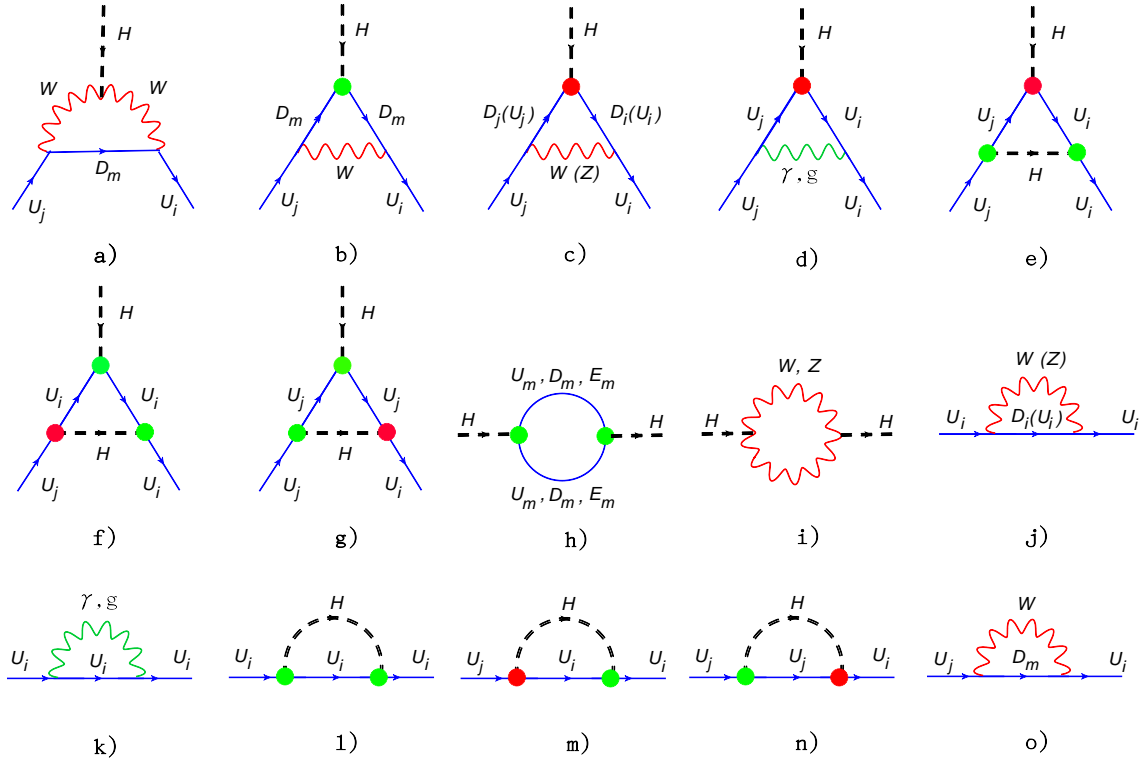 H
W W
D_m
U_j U_i
a)
H
D_m D_m
W
U_j U_i
b)
H
D_j(U_j) D_i(U_i)
W (Z)
U_j U_i
c)
H
U_j U_i
γ, g
U_j U_i
d)
H
U_j U_i
H
U_j U_i
e)
H
U_i U_i
H
U_j U_i
f)
H
U_j U_j
H
U_j U_i
g)
U_m, D_m, E_m
H H
U_m, D_m, E_m
h)
W, Z
H H
i)
W (Z)
U_i D_i(U_i) U_i
j)
γ, g
U_i U_i U_i
k)
H
U_i U_i U_i
l)
H
U_j U_i U_i
m)
H
U_j U_j U_i
n)
W
U_j D_m U_i
o)